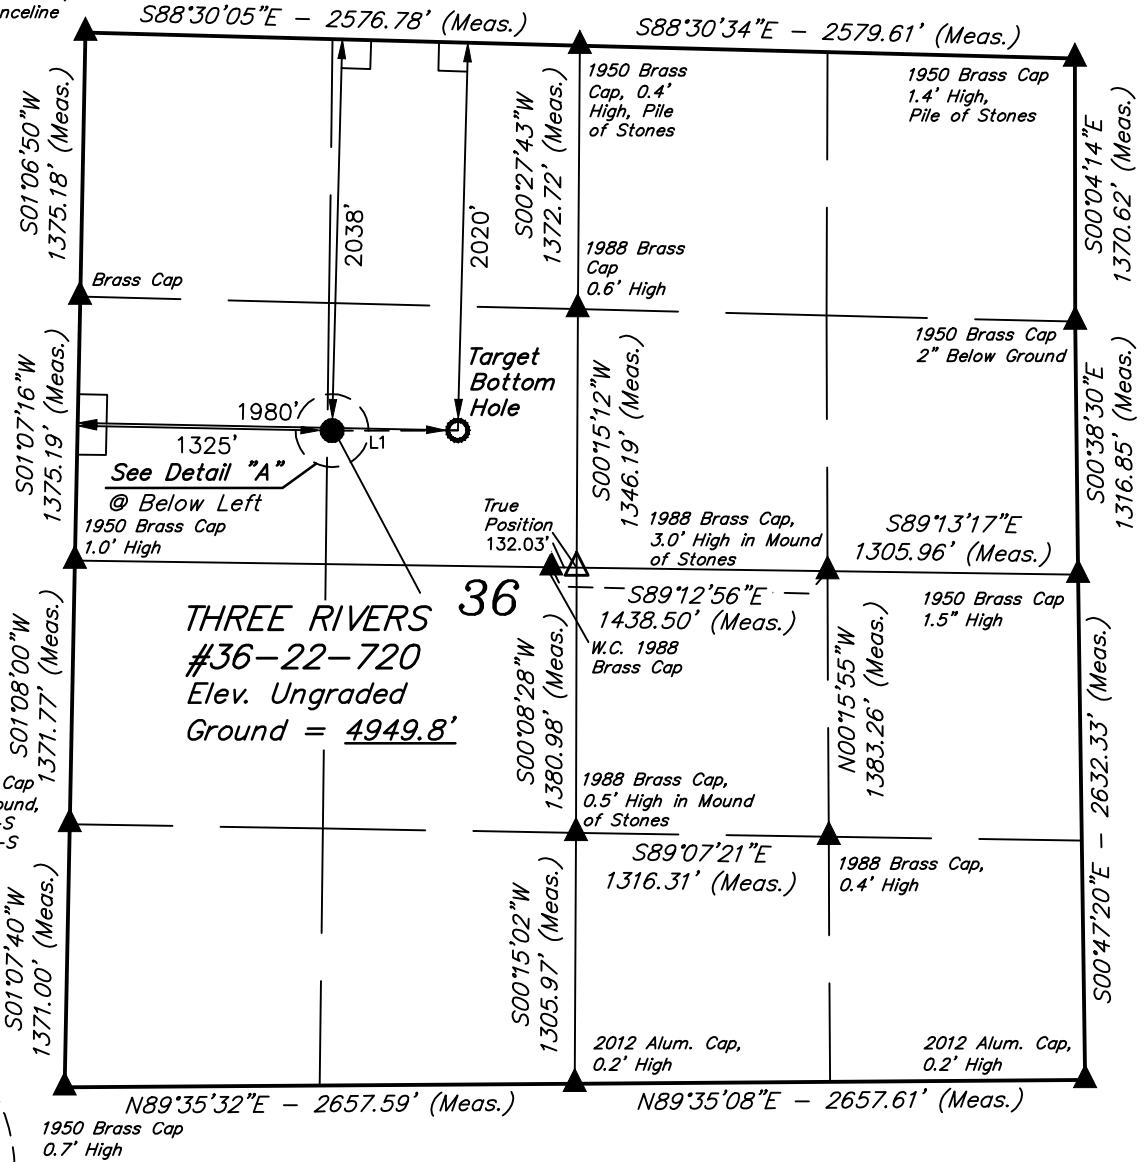 nceline
S88°30'05"E - 2576.78' (Meas.)
S88°30'34"E - 2579.61' (Meas.)
S01°06'50"W
1375.18' (Meas.)
2038'
2020'
S00°27'43"W
1372.72' (Meas.)
1950 Brass
Cap, 0.4'
High, Pile
of Stones
1950 Brass Cap
1.4' High,
Pile of Stones
S00°04'14"E
1370.62' (Meas.)
Brass Cap
1988 Brass
Cap
0.6' High
1950 Brass Cap
2" Below Ground
S01°07'16"W
1375.19' (Meas.)
1980'
1325'
L1
Target
Bottom
Hole
See Detail "A"
@ Below Left
1950 Brass Cap
1.0' High
S00°15'12"W
1346.19' (Meas.)
S00°38'30"E
1316.85' (Meas.)
True
Position
132.03'
1988 Brass Cap,
3.0' High in Mound
of Stones
S89°13'17"E
1305.96' (Meas.)
36
S89°12'56"E
1438.50' (Meas.)
1950 Brass Cap
1.5" High
W.C. 1988
Brass Cap
THREE RIVERS
#36-22-720
Elev. Ungraded
Ground = 4949.8'
S01°08'00"W
1371.77' (Meas.)
S00°08'28"W
1380.98' (Meas.)
N00°15'55"W
1383.26' (Meas.)
S00°47'20"E - 2632.33' (Meas.)
Cap
ound,
-S
-S
1988 Brass Cap,
0.5' High in Mound
of Stones
S89°07'21"E
1316.31' (Meas.)
1988 Brass Cap,
0.4' High
S01°07'40"W
1371.00' (Meas.)
S00°15'02"W
1305.97' (Meas.)
2012 Alum. Cap,
0.2' High
2012 Alum. Cap,
0.2' High
N89°35'32"E - 2657.59' (Meas.)
N89°35'08"E - 2657.61' (Meas.)
1950 Brass Cap
0.7' High